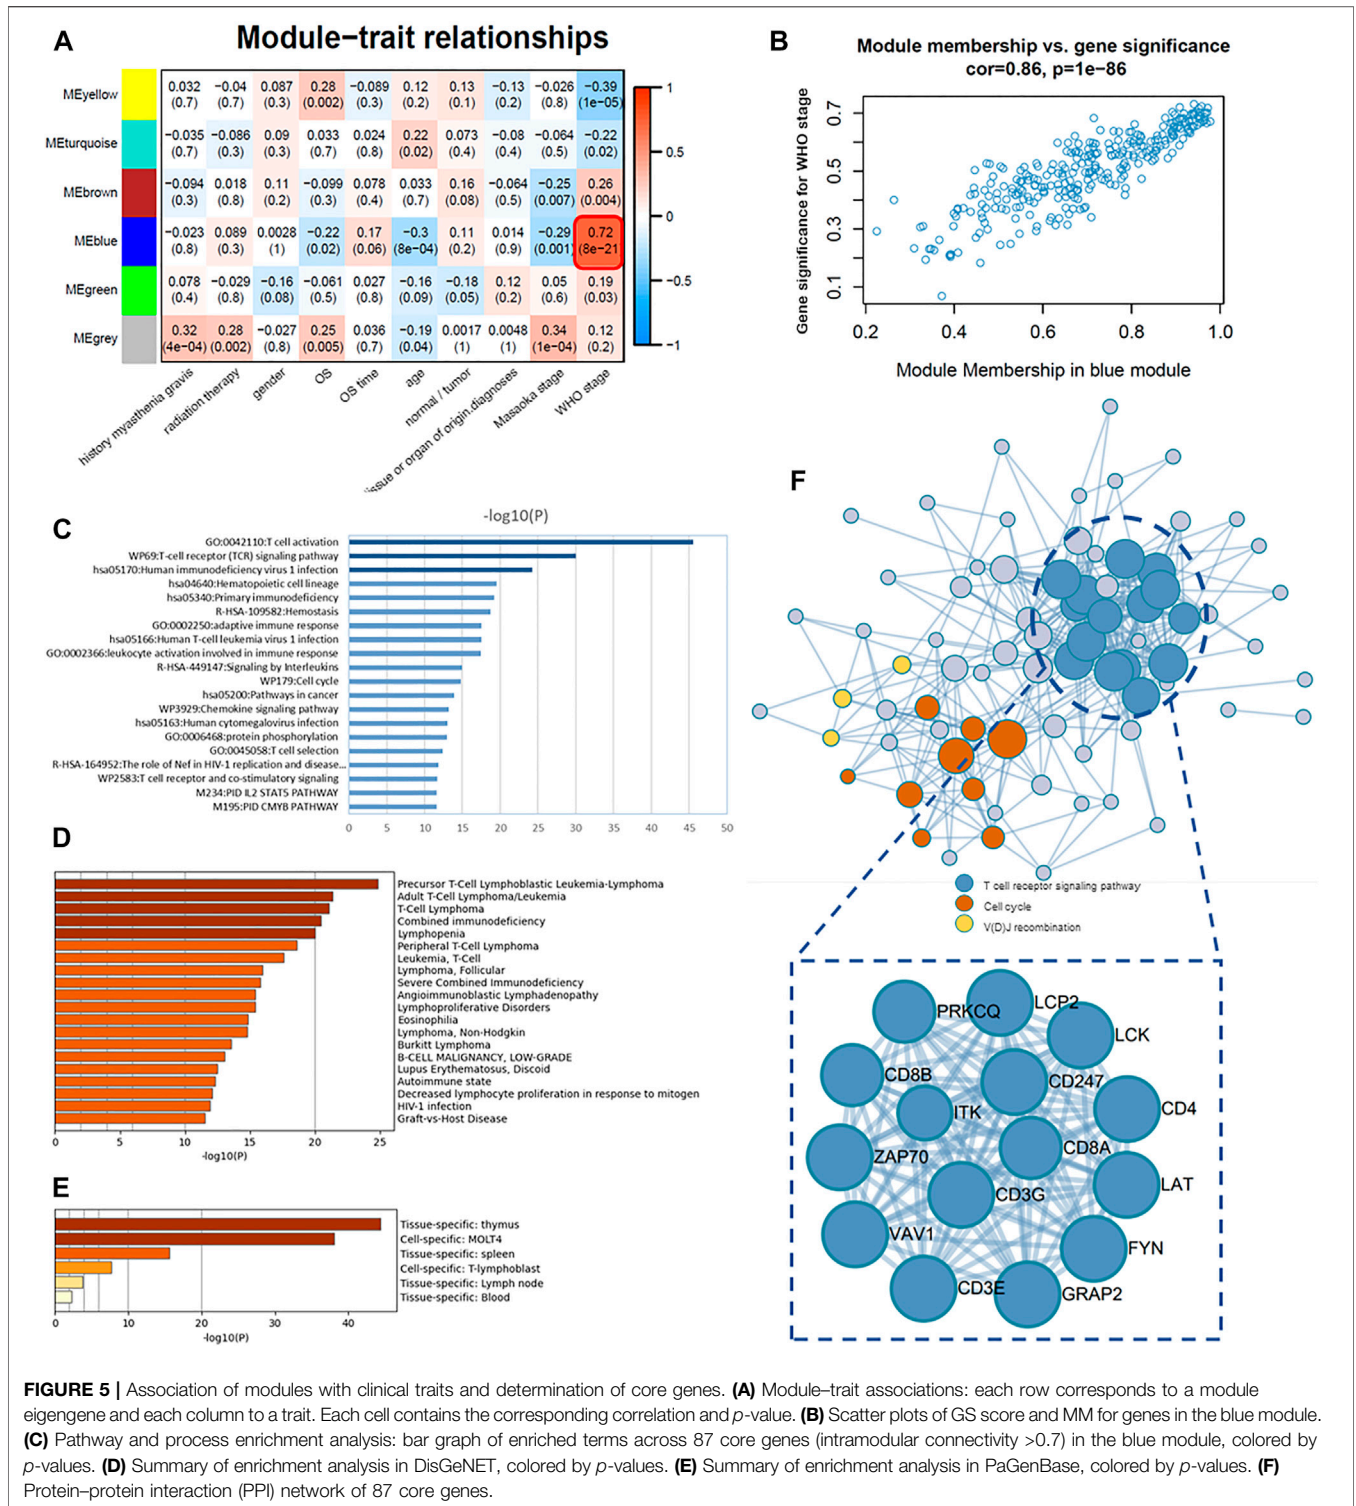 A
Module−trait relationships
MEyellow
0.032 −0.04 0.087 0.28 −0.089 0.12 0.13 −0.13 −0.026 −0.39
(0.7) (0.7) (0.3) (0.002) (0.3) (0.2) (0.1) (0.2) (0.8) (1e−05)
MEturquoise
−0.035 −0.086 0.09 0.033 0.024 0.22 0.073 −0.08 −0.064 −0.22
(0.7) (0.3) (0.3) (0.7) (0.8) (0.02) (0.4) (0.4) (0.5) (0.02)
MEbrown
−0.094 0.018 0.11 −0.099 0.078 0.033 0.16 −0.064 −0.25 0.26
(0.3) (0.8) (0.2) (0.3) (0.4) (0.7) (0.08) (0.5) (0.007) (0.004)
MEblue
−0.023 0.089 0.0028 −0.22 0.17 −0.3 0.11 0.014 −0.29 0.72
(0.8) (0.3) (1) (0.02) (0.06) (8e−04) (0.2) (0.9) (0.001) (8e−21
MEgreen
0.078 −0.029 −0.16 −0.061 0.027 −0.16 −0.18 0.12 0.05 0.19
(0.4) (0.8) (0.08) (0.5) (0.8) (0.09) (0.05) (0.2) (0.6) (0.03)
MEgrey
0.32 0.28 −0.027 0.25 0.036 −0.19 0.0017 0.0048 0.34 0.12
(4e−04) (0.002) (0.8) (0.005) (0.7) (0.04) (1) (1) (1e−04) (0.2)
1
0.5
0
−0.5
−1
history myasthenia gravis
radiation therapy
gender
OS
OS time
age
normal / tumor
tissue or organ of origin.diagnoses
Masaoka stage
WHO stage
B
Module membership vs. gene significance
cor=0.86, p=1e−86
Gene significance for WHO stage
0.7
0.5
0.3
0.1
0.2 0.4 0.6 0.8 1.0
Module Membership in blue module
C
-log10(P)
GO:0042110:T cell activation
WP69:T-cell receptor (TCR) signaling pathway
hsa05170:Human immunodeficiency virus 1 infection
hsa04640:Hematopoietic cell lineage
hsa05340:Primary immunodeficiency
R-HSA-109582:Hemostasis
GO:0002250:adaptive immune response
hsa05166:Human T-cell leukemia virus 1 infection
GO:0002366:leukocyte activation involved in immune response
R-HSA-449147:Signaling by Interleukins
WP179:Cell cycle
hsa05200:Pathways in cancer
WP3929:Chemokine signaling pathway
hsa05163:Human cytomegalovirus infection
GO:0006468:protein phosphorylation
GO:0045058:T cell selection
R-HSA-164952:The role of Nef in HIV-1 replication and disease...
WP2583:T cell receptor and co-stimulatory signaling
M234:PID IL2 STAT5 PATHWAY
M195:PID CMYB PATHWAY
0 5 10 15 20 25 30 35 40 45 50
D
Precursor T-Cell Lymphoblastic Leukemia-Lymphoma
Adult T-Cell Lymphoma/Leukemia
T-Cell Lymphoma
Combined immunodeficiency
Lymphopenia
Peripheral T-Cell Lymphoma
Leukemia, T-Cell
Lymphoma, Follicular
Severe Combined Immunodeficiency
Angioimmunoblastic Lymphadenopathy
Lymphoproliferative Disorders
Eosinophilia
Lymphoma, Non-Hodgkin
Burkitt Lymphoma
B-CELL MALIGNANCY, LOW-GRADE
Lupus Erythematosus, Discoid
Autoimmune state
Decreased lymphocyte proliferation in response to mitogen
HIV-1 infection
Graft-vs-Host Disease
0 5 10 15 20 25
-log10(P)
E
Tissue-specific: thymus
Cell-specific: MOLT4
Tissue-specific: spleen
Cell-specific: T-lymphoblast
Tissue-specific: Lymph node
Tissue-specific: Blood
0 10 20 30 40
-log10(P)
F
T cell receptor signaling pathway
Cell cycle
V(D)J recombination
PRKCQ
LCP2
LCK
CD8B
CD247
ITK
CD4
ZAP70
CD8A
CD3G
LAT
VAV1
FYN
CD3E
GRAP2
FIGURE 5 | Association of modules with clinical traits and determination of core genes. (A) Module–trait associations: each row corresponds to a module
eigengene and each column to a trait. Each cell contains the corresponding correlation and p-value. (B) Scatter plots of GS score and MM for genes in the blue module.
(C) Pathway and process enrichment analysis: bar graph of enriched terms across 87 core genes (intramodular connectivity >0.7) in the blue module, colored by
p-values. (D) Summary of enrichment analysis in DisGeNET, colored by p-values. (E) Summary of enrichment analysis in PaGenBase, colored by p-values. (F)
Protein–protein interaction (PPI) network of 87 core genes.